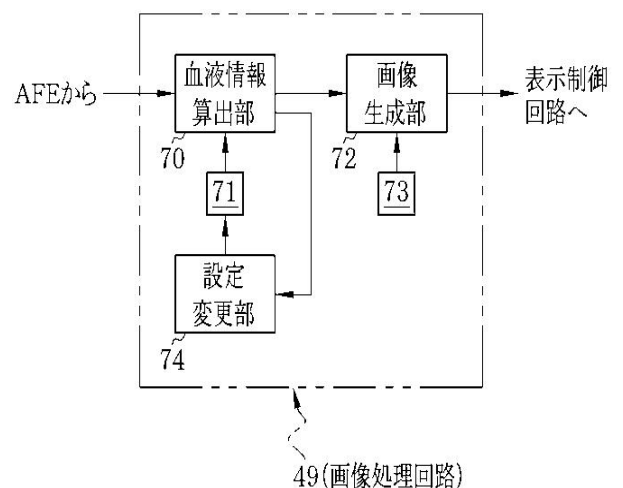 血液情報
算出部
画像
生成部
AFEから
表示制御
回路へ
70
72
71
73
設定
変更部
74
49(画像処理回路)